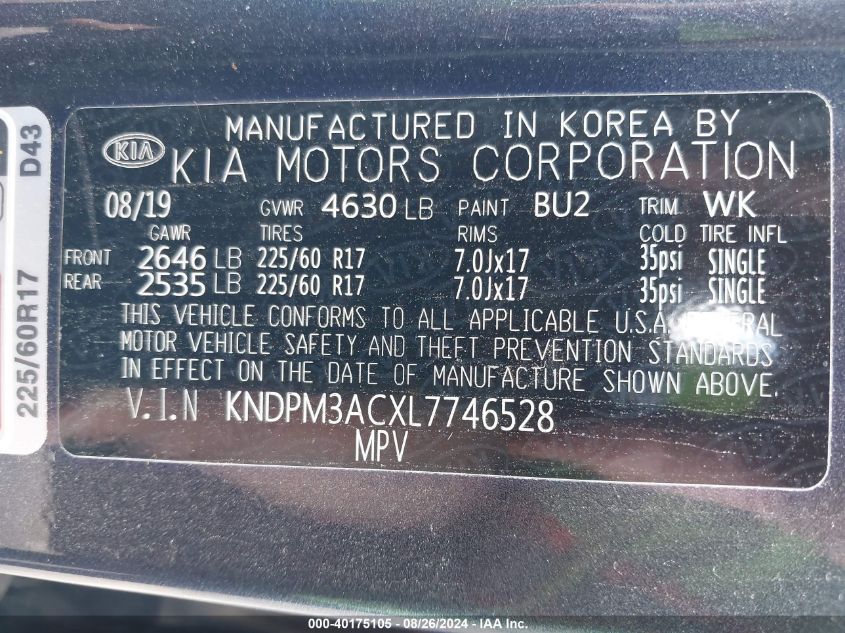 MANUFACTURED IN KOREA BY
KIA KIA MOTORS CORPORATION
08/19 GVWR 4630 LB PAINT BU2 TRIM WK
GAWR TIRES RIMS COLD TIRE INFL
FRONT 2646 LB 225/60 R17 7.0Jx17 35psi SINGLE
REAR 2535 LB 225/60 R17 7.0Jx17 35psi SINGLE
THIS VEHICLE CONFORMS TO ALL APPLICABLE U.S.A. FEDERAL
MOTOR VEHICLE SAFETY AND THEFT PREVENTION STANDARDS
IN EFFECT ON THE DATE OF MANUFACTURE SHOWN ABOVE.
V.I.N KNDPM3ACXL7746528
MPV
225/60R17 D43
000-40175105 - 08/26/2024 - IAA Inc.